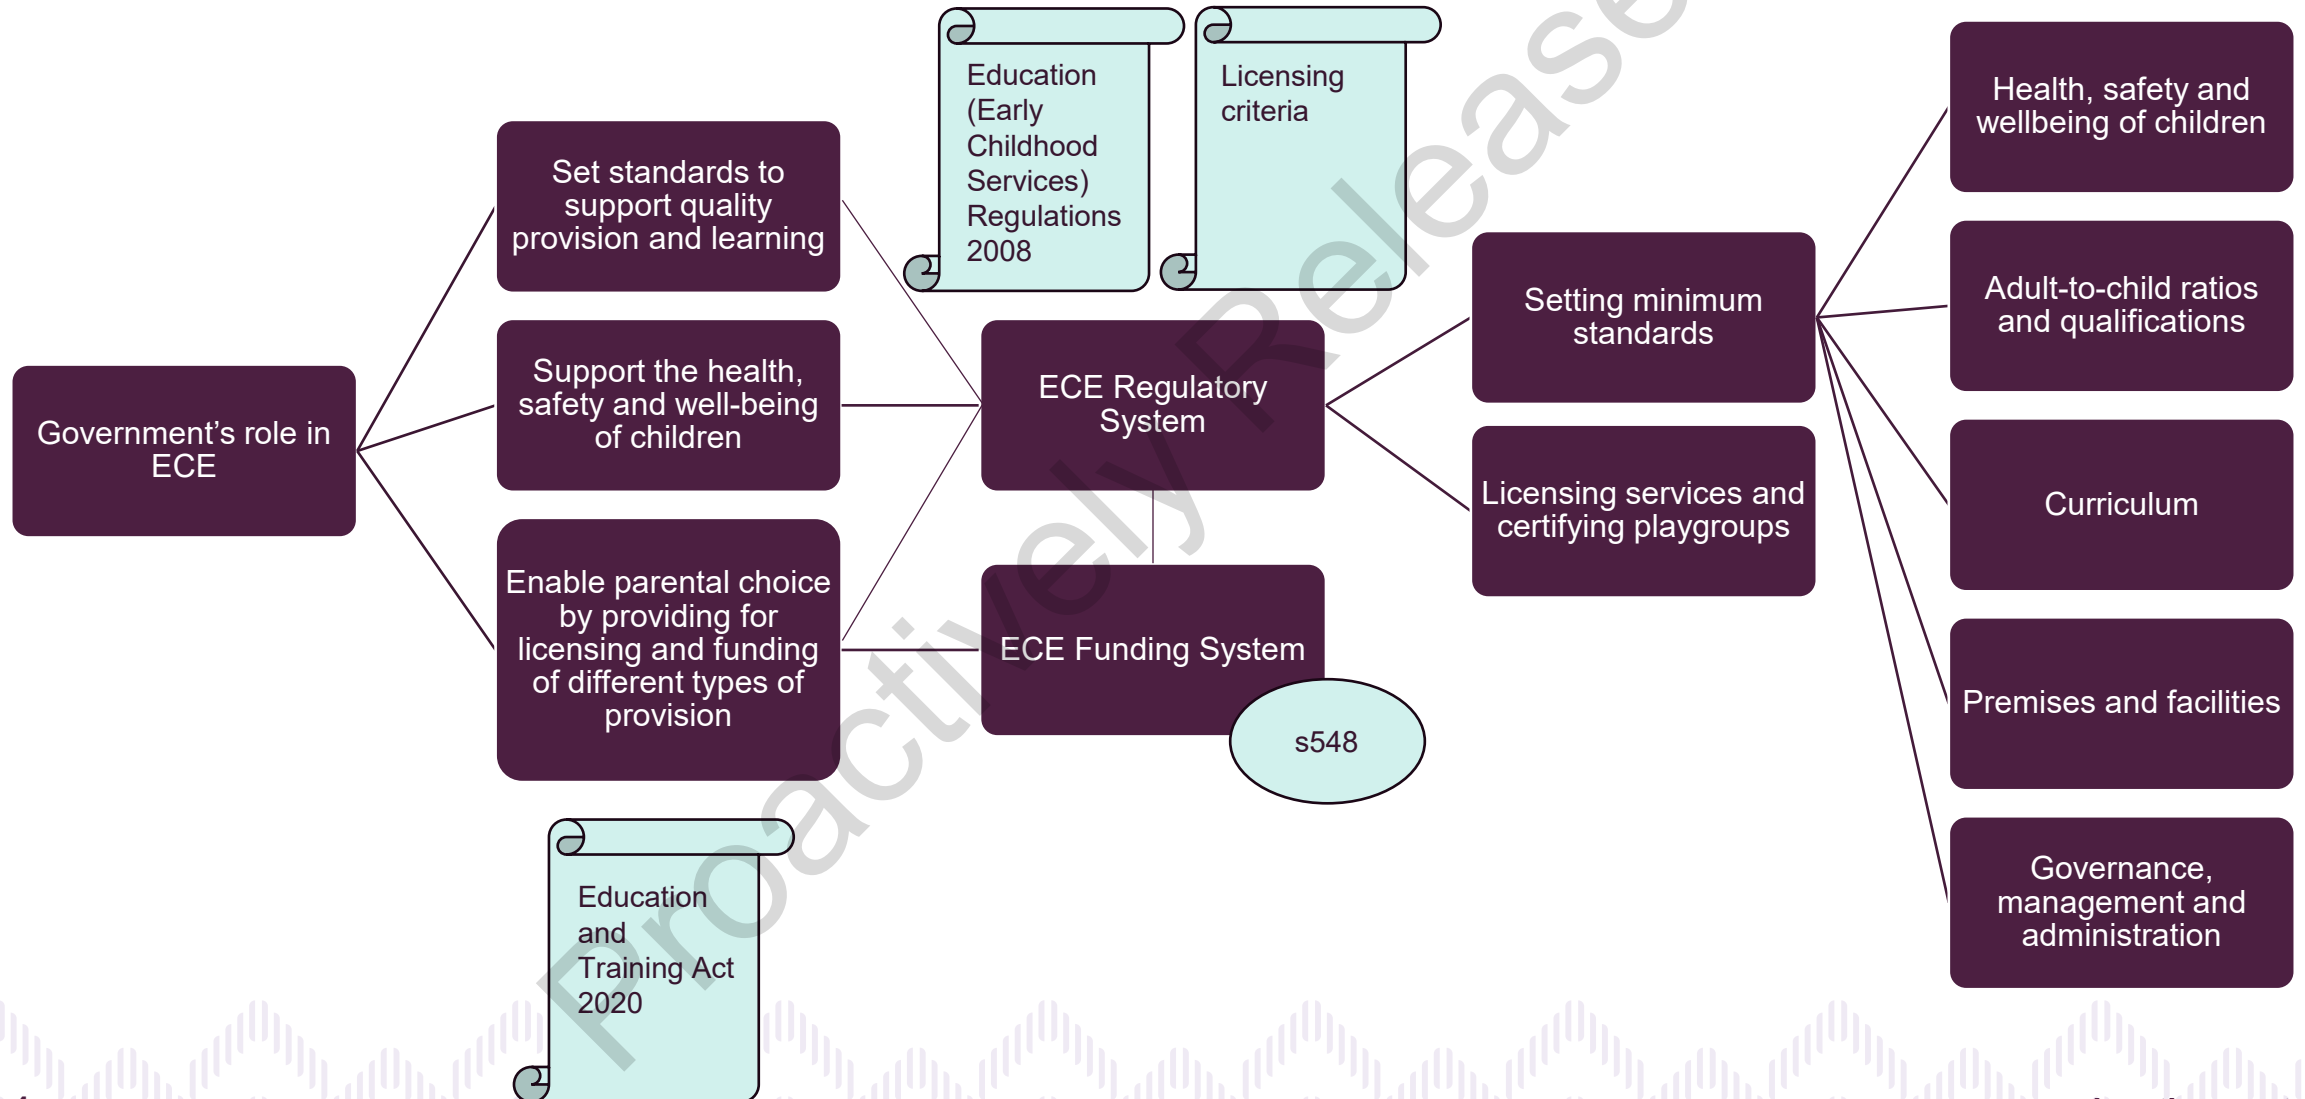 Government’s role in
ECE
Set standards to
support quality
provision and learning
Support the health,
safety and well-being
of children
Enable parental choice
by providing for
licensing and funding
of different types of
provision
Education
and
Training Act
2020
Education
(Early
Childhood
Services)
Regulations
2008
Licensing
criteria
ECE Regulatory
System
ECE Funding System
s548
Setting minimum
standards
Licensing services and
certifying playgroups
Health, safety and
wellbeing of children
Adult-to-child ratios
and qualifications
Curriculum
Premises and facilities
Governance,
management and
administration
Proactively Release